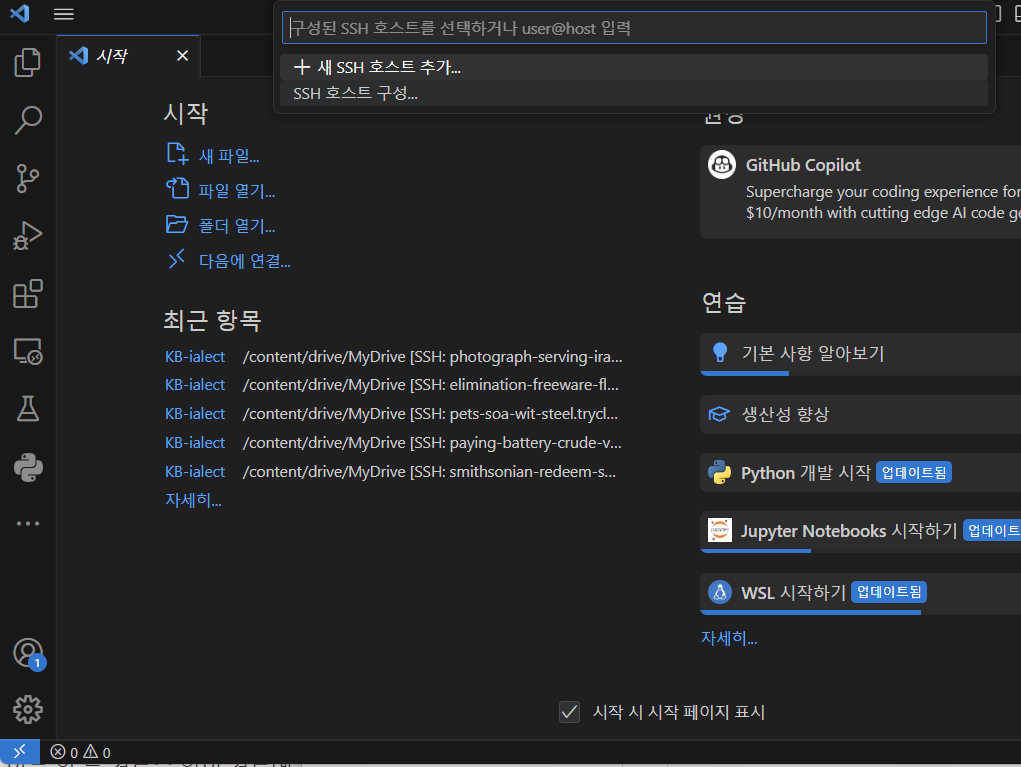 구성된 SSH 호스트를 선택하거나 user@host 입력
+ 새 SSH 호스트 추가...
SSH 호스트 구성...
시작
시작
새 파일...
파일 열기...
폴더 열기...
다음에 연결...
최근 항목
KB-ialect /content/drive/MyDrive [SSH: photograph-serving-ira...
KB-ialect /content/drive/MyDrive [SSH: elimination-freeware-fl...
KB-ialect /content/drive/MyDrive [SSH: pets-soa-wit-steel.trycl...
KB-ialect /content/drive/MyDrive [SSH: paying-battery-crude-v...
KB-ialect /content/drive/MyDrive [SSH: smithsonian-redeem-s...
자세히...
GitHub Copilot
Supercharge your coding experience for
$10/month with cutting edge AI code ge
연습
기본 사항 알아보기
생산성 향상
Python 개발 시작 업데이트됨
Jupyter Notebooks 시작하기 업데이트
WSL 시작하기 업데이트됨
자세히...
시작 시 시작 페이지 표시
1
0 0